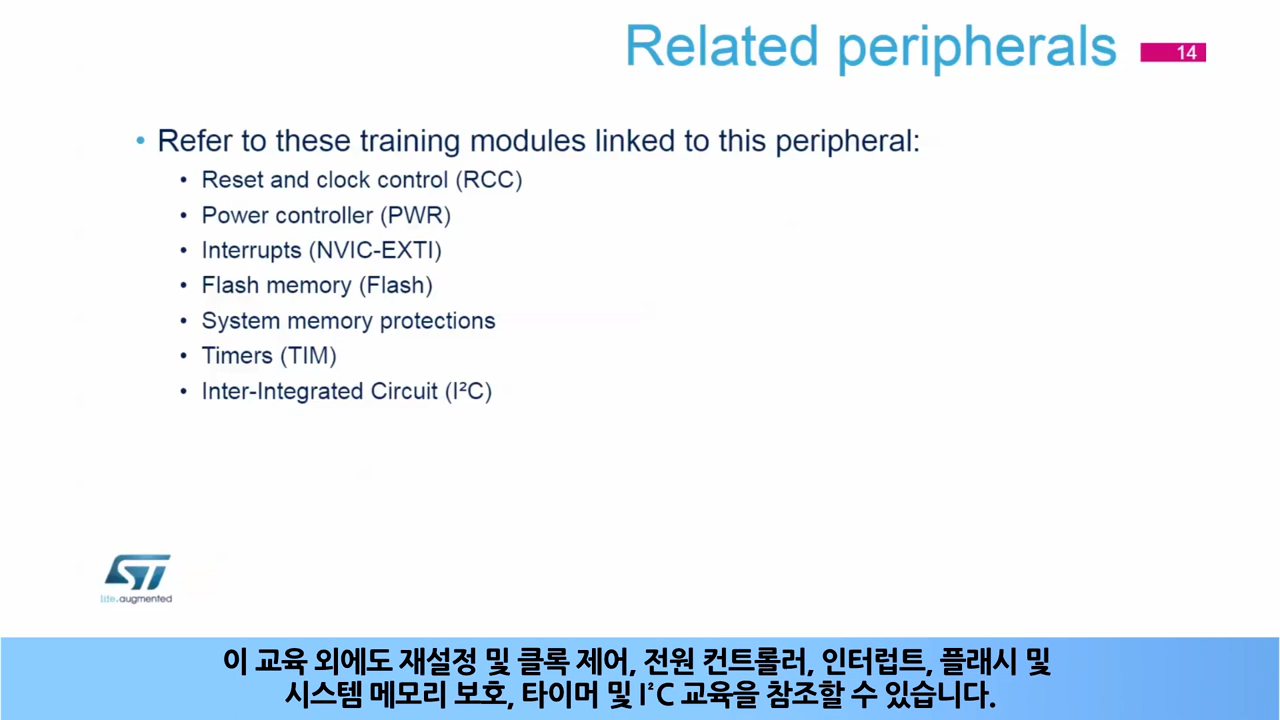 Related peripherals
14
• Refer to these training modules linked to this peripheral:
• Reset and clock control (RCC)
• Power controller (PWR)
• Interrupts (NVIC-EXTI)
• Flash memory (Flash)
• System memory protections
• Timers (TIM)
• Inter-Integrated Circuit (I²C)
ST
life.augmented
이 교육 외에도 재설정 및 클록 제어, 전원 컨트롤러, 인터럽트, 플래시 및
시스템 메모리 보호, 타이머 및 I²C 교육을 참조할 수 있습니다.